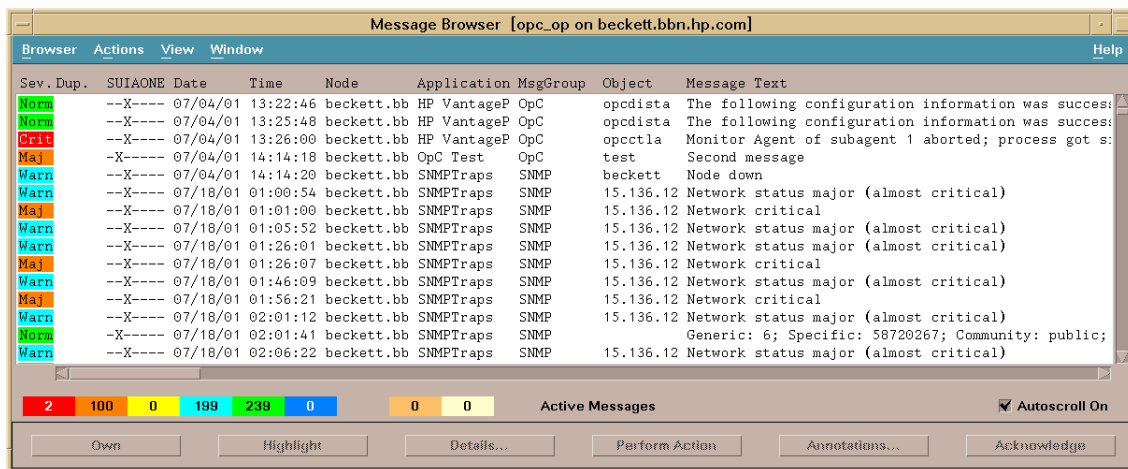 Message Browser [opc_op on beckett.bbn.hp.com]
Browser Actions View Window Help
Sev. Dup. SUIAONE Date Time Node Application MsgGroup Object Message Text
Norm --X---- 07/04/01 13:22:46 beckett.bb HP VantageP OpC opcdista The following configuration information was success
Norm --X---- 07/04/01 13:25:48 beckett.bb HP VantageP OpC opcdista The following configuration information was success
Crit --X---- 07/04/01 13:26:00 beckett.bb HP VantageP OpC opcctla Monitor Agent of subagent 1 aborted; process got si
Maj -X----- 07/04/01 14:14:18 beckett.bb OpC Test OpC test Second message
Warn --X---- 07/04/01 14:14:20 beckett.bb SNMPTraps SNMP beckett Node down
Warn --X---- 07/18/01 01:00:54 beckett.bb SNMPTraps SNMP 15.136.12 Network status major (almost critical)
Maj --X---- 07/18/01 01:01:00 beckett.bb SNMPTraps SNMP 15.136.12 Network critical
Warn --X---- 07/18/01 01:05:52 beckett.bb SNMPTraps SNMP 15.136.12 Network status major (almost critical)
Warn --X---- 07/18/01 01:26:01 beckett.bb SNMPTraps SNMP 15.136.12 Network status major (almost critical)
Maj --X---- 07/18/01 01:26:07 beckett.bb SNMPTraps SNMP 15.136.12 Network critical
Warn --X---- 07/18/01 01:46:09 beckett.bb SNMPTraps SNMP 15.136.12 Network status major (almost critical)
Maj --X---- 07/18/01 01:56:21 beckett.bb SNMPTraps SNMP 15.136.12 Network critical
Warn --X---- 07/18/01 02:01:12 beckett.bb SNMPTraps SNMP 15.136.12 Network status major (almost critical)
Norm -X----- 07/18/01 02:01:41 beckett.bb SNMPTraps SNMP Generic: 6; Specific: 58720267; Community: public;
Warn --X---- 07/18/01 02:06:22 beckett.bb SNMPTraps SNMP 15.136.12 Network status major (almost critical)
2 100 0 199 239 0 0 0 Active Messages Autoscroll On
Own Highlight Details... Perform Action Annotations... Acknowledge